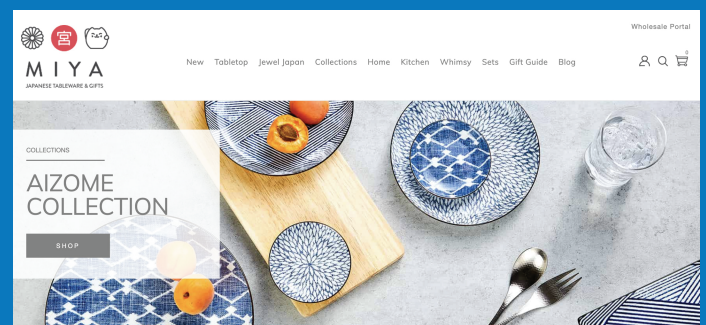 Wholesale Portal
宮
MIYA
JAPANESE TABLEWARE & GIFTS
New Tabletop Jewel Japan Collections Home Kitchen Whimsy Sets Gift Guide Blog
0
COLLECTIONS
AIZOME
COLLECTION
SHOP